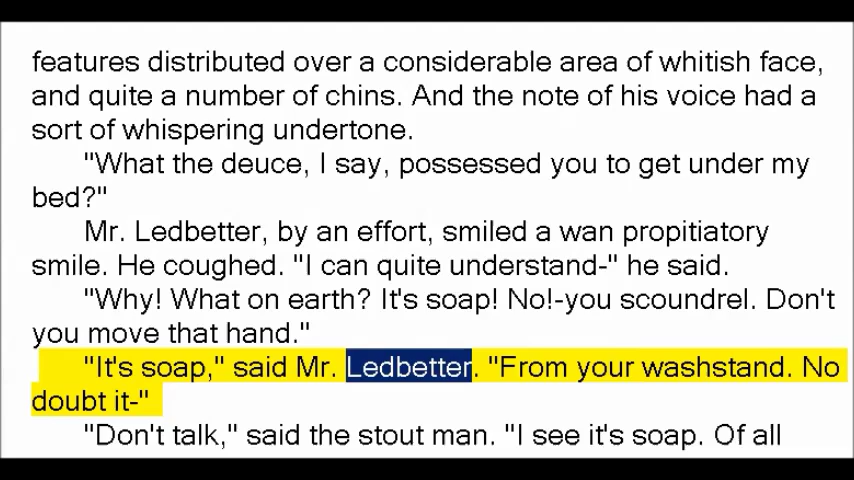 features distributed over a considerable area of whitish face,
and quite a number of chins. And the note of his voice had a
sort of whispering undertone.
"What the deuce, I say, possessed you to get under my
bed?"
Mr. Ledbetter, by an effort, smiled a wan propitiatory
smile. He coughed. "I can quite understand-" he said.
"Why! What on earth? It's soap! No!-you scoundrel. Don't
you move that hand."
"It's soap," said Mr. Ledbetter. "From your washstand. No
doubt it-"
"Don't talk," said the stout man. "I see it's soap. Of all